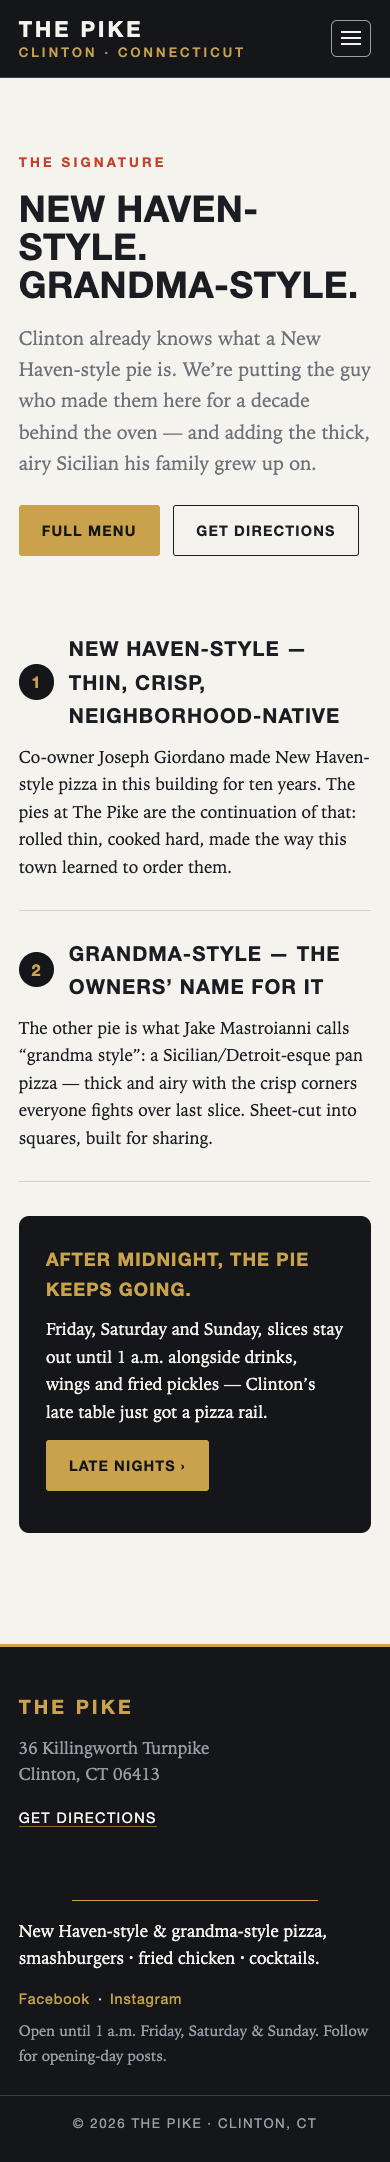 THE PIKE
CLINTON · CONNECTICUT
THE SIGNATURE
NEW HAVEN-
STYLE.
GRANDMA-STYLE.
Clinton already knows what a New
Haven-style pie is. We’re putting the guy
who made them here for a decade
behind the oven — and adding the thick,
airy Sicilian his family grew up on.
FULL MENU
GET DIRECTIONS
1
NEW HAVEN-STYLE —
THIN, CRISP,
NEIGHBORHOOD-NATIVE
Co-owner Joseph Giordano made New Haven-
style pizza in this building for ten years. The
pies at The Pike are the continuation of that:
rolled thin, cooked hard, made the way this
town learned to order them.
2
GRANDMA-STYLE — THE
OWNERS’ NAME FOR IT
The other pie is what Jake Mastroianni calls
“grandma style”: a Sicilian/Detroit-esque pan
pizza — thick and airy with the crisp corners
everyone fights over last slice. Sheet-cut into
squares, built for sharing.
AFTER MIDNIGHT, THE PIE
KEEPS GOING.
Friday, Saturday and Sunday, slices stay
out until 1 a.m. alongside drinks,
wings and fried pickles — Clinton’s
late table just got a pizza rail.
LATE NIGHTS ›
THE PIKE
36 Killingworth Turnpike
Clinton, CT 06413
GET DIRECTIONS
New Haven-style & grandma-style pizza,
smashburgers · fried chicken · cocktails.
Facebook · Instagram
Open until 1 a.m. Friday, Saturday & Sunday. Follow
for opening-day posts.
© 2026 THE PIKE · CLINTON, CT